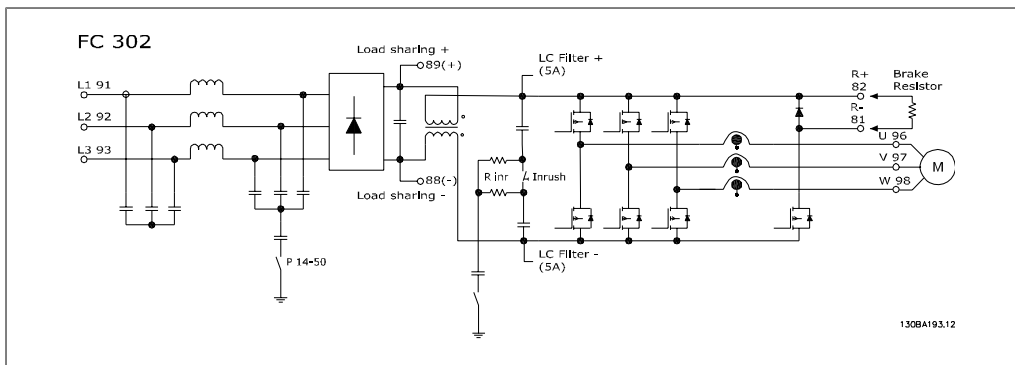 FC 302
Load sharing +
89(+)
LC Filter +
(5A)
L1 91
L2 92
L3 93
R+
82
Brake
Resistor
R-
81
U 96
V 97
W 98
M
R inr
Inrush
88(-)
Load sharing -
LC Filter -
(5A)
P 14-50
130BA193.12